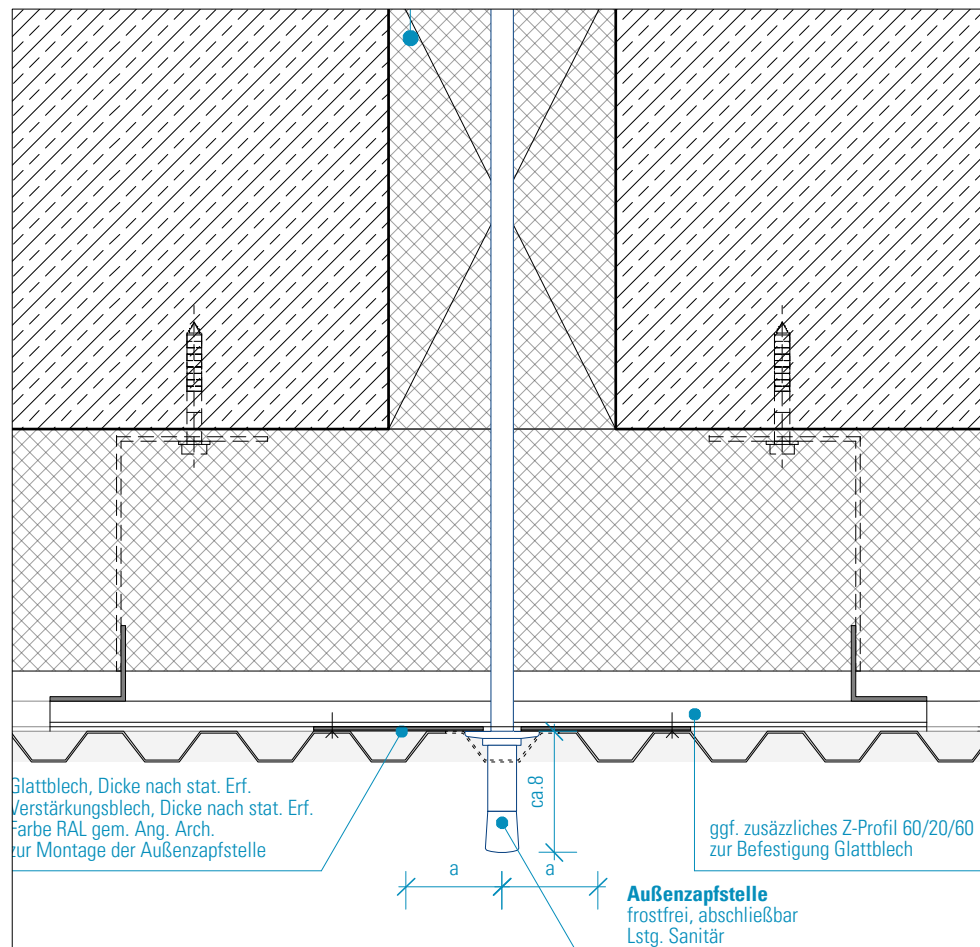 Glattblech, Dicke nach stat. Erf.
Verstärkungsblech, Dicke nach stat. Erf.
Farbe RAL gem. Ang. Arch.
zur Montage der Außenzapfstelle
ca.8
a
a
ggf. zusäzzliches Z-Profil 60/20/60
zur Befestigung Glattblech
Außenzapfstelle
frostfrei, abschließbar
Lstg. Sanitär